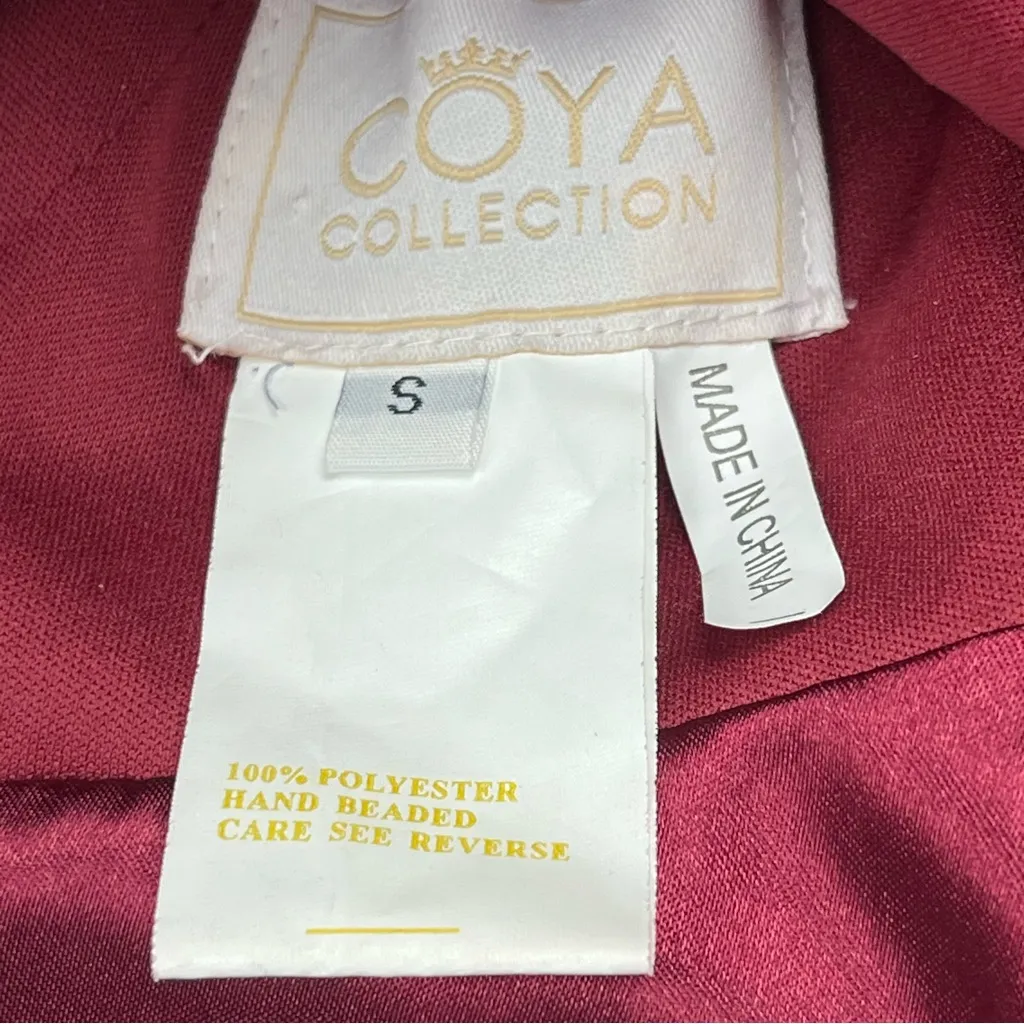 COYA
COLLECTION
S
MADE IN CHINA
100% POLYESTER
HAND BEADED
CARE SEE REVERSE